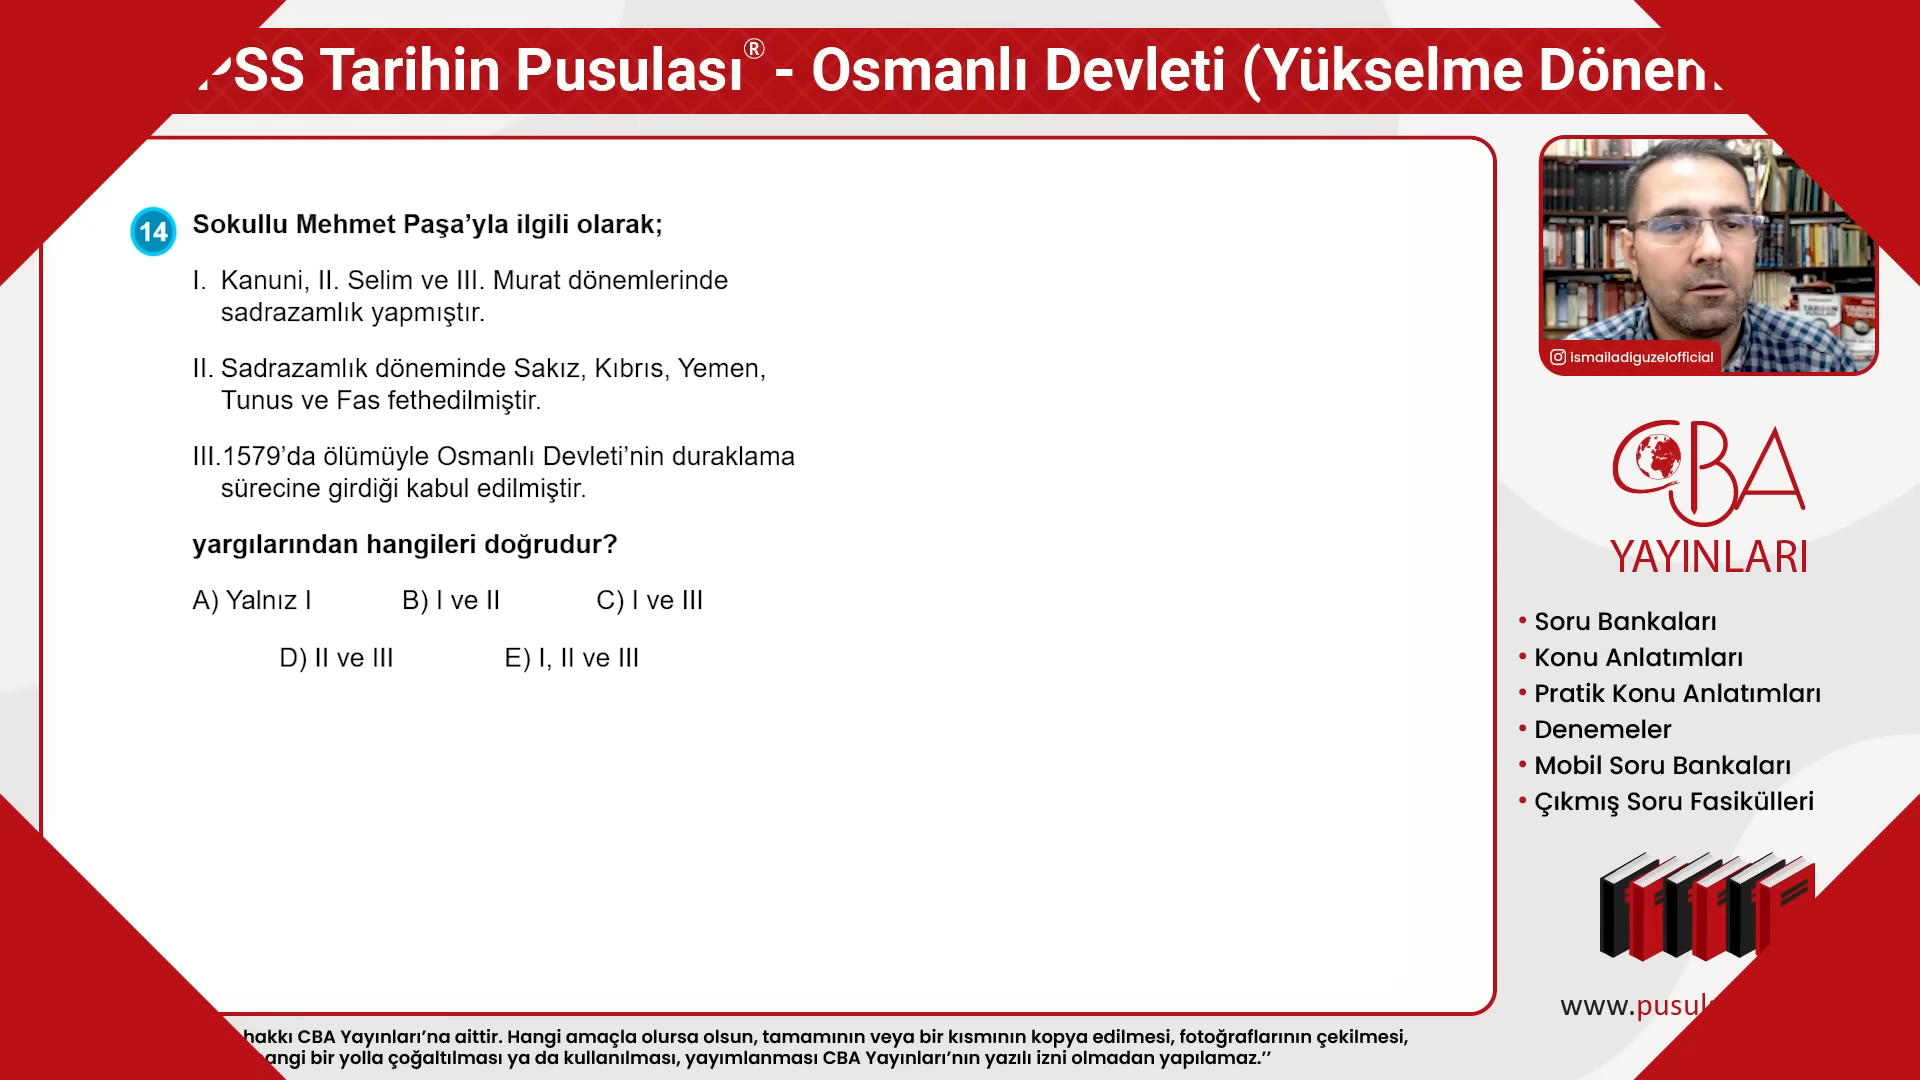 PSS Tarihin Pusulası® - Osmanlı Devleti (Yükselme Dönem
14 Sokullu Mehmet Paşa’yla ilgili olarak;
I. Kanuni, II. Selim ve III. Murat dönemlerinde
sadrazamlık yapmıştır.
II. Sadrazamlık döneminde Sakız, Kıbrıs, Yemen,
Tunus ve Fas fethedilmiştir.
III.1579’da ölümüyle Osmanlı Devleti’nin duraklama
sürecine girdiği kabul edilmiştir.
yargılarından hangileri doğrudur?
A) Yalnız I B) I ve II C) I ve III
D) II ve III E) I, II ve III
ismailadiguzelofficial
CBA
YAYINLARI
• Soru Bankaları
• Konu Anlatımları
• Pratik Konu Anlatımları
• Denemeler
• Mobil Soru Bankaları
• Çıkmış Soru Fasikülleri
www.pusul
hakkı CBA Yayınları’na aittir. Hangi amaçla olursa olsun, tamamının veya bir kısmının kopya edilmesi, fotoğraflarının çekilmesi,
angi bir yolla çoğaltılması ya da kullanılması, yayımlanması CBA Yayınları’nın yazılı izni olmadan yapılamaz.’’